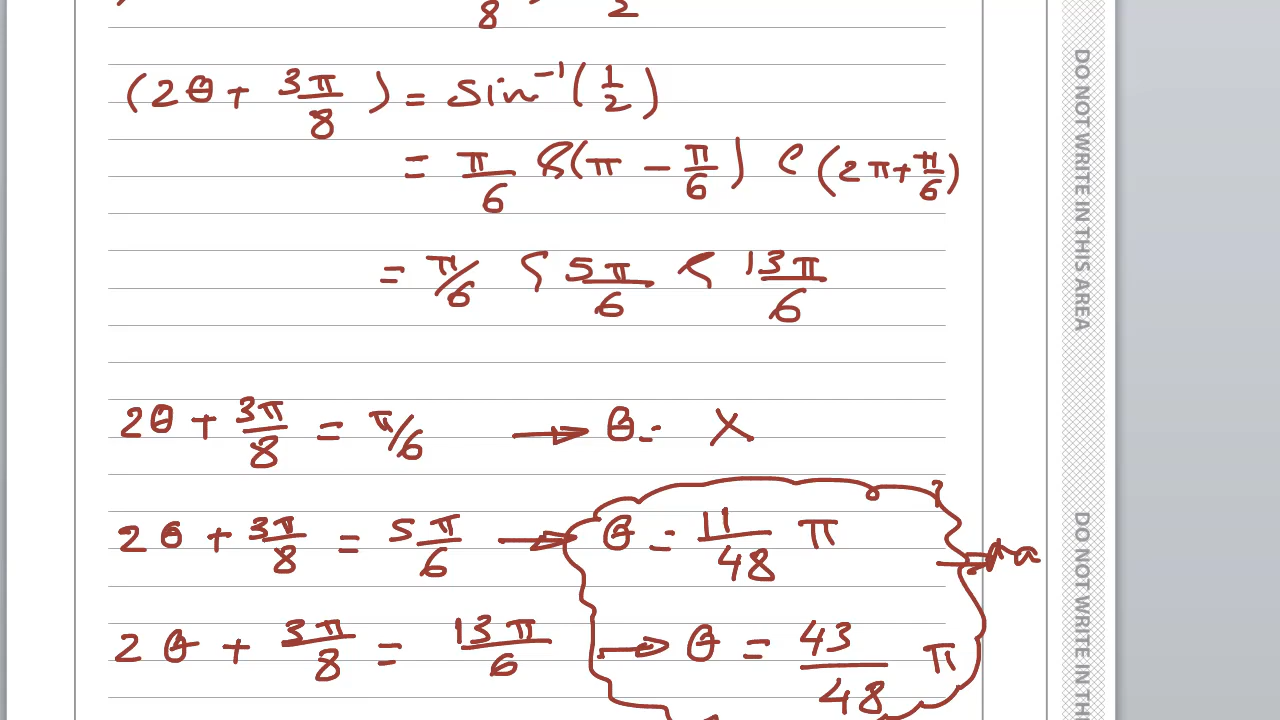 8 2
(2θ + 3π/8) = sin⁻¹(1/2)
= π/6 , (π − π/6) , (2π + π/6)
= π/6 , 5π/6 , 13π/6
2θ + 3π/8 = π/6 → θ = X
2θ + 3π/8 = 5π/6 → θ = 11/48 π
2θ + 3π/8 = 13π/6 → θ = 43/48 π
DO NOT WRITE IN THIS AREA
DO NOT WRITE IN TH